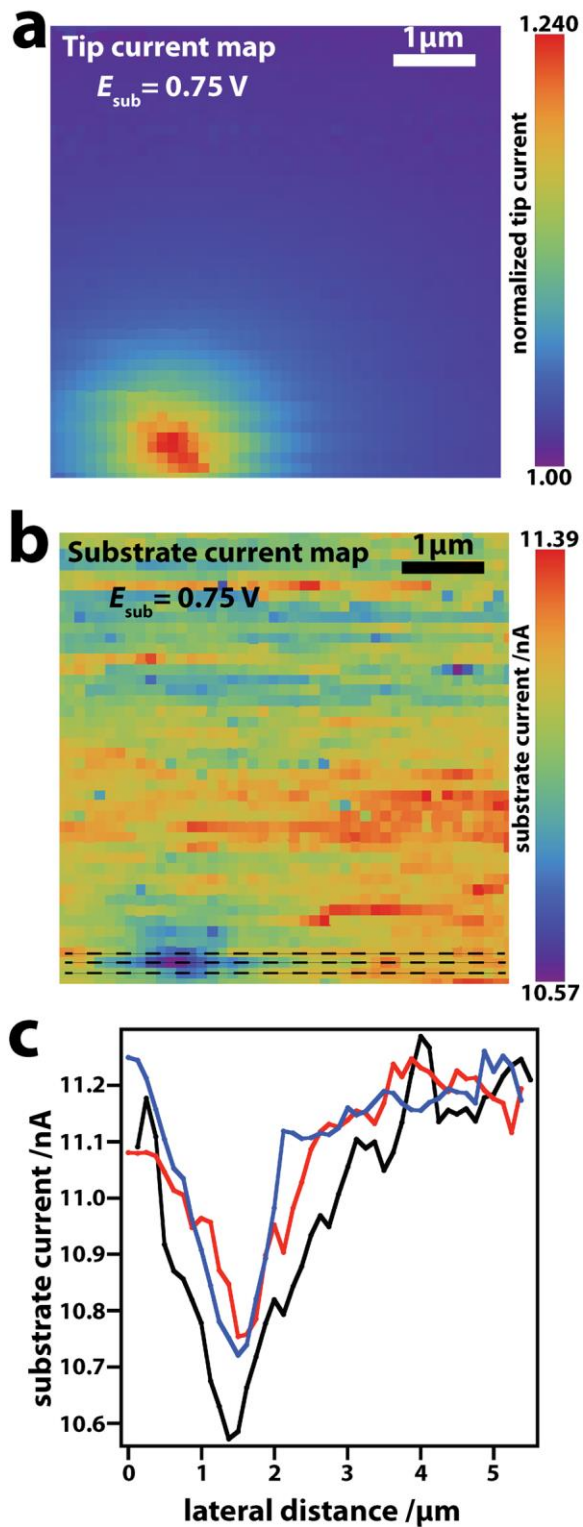 a
Tip current map
1μm
E_sub = 0.75 V
1.240
normalized tip current
1.00
b
Substrate current map
1μm
E_sub = 0.75 V
11.39
substrate current /nA
10.57
c
11.2
11.1
11.0
10.9
10.8
10.7
10.6
substrate current /nA
0
1
2
3
4
5
lateral distance /μm